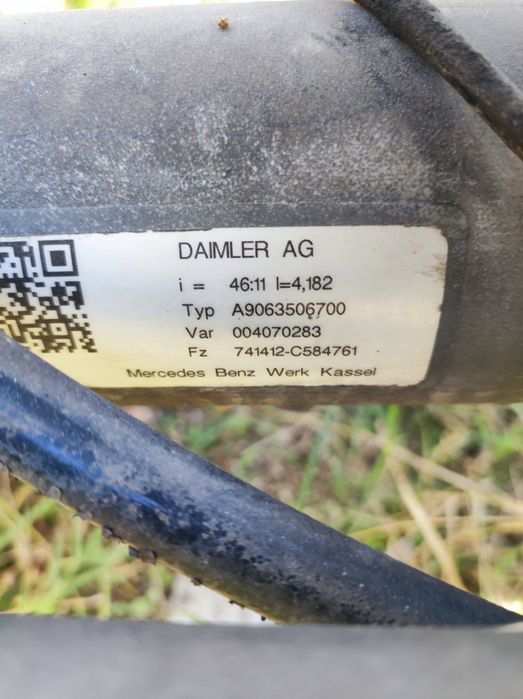 DAIMLER AG
i = 46:11 I=4,182
Typ A9063506700
Var 004070283
Fz 741412-C584761
Mercedes Benz Werk Kassel